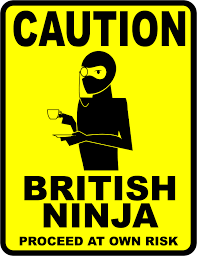 CAUTION
BRITISH
NINJA
PROCEED AT OWN RISK